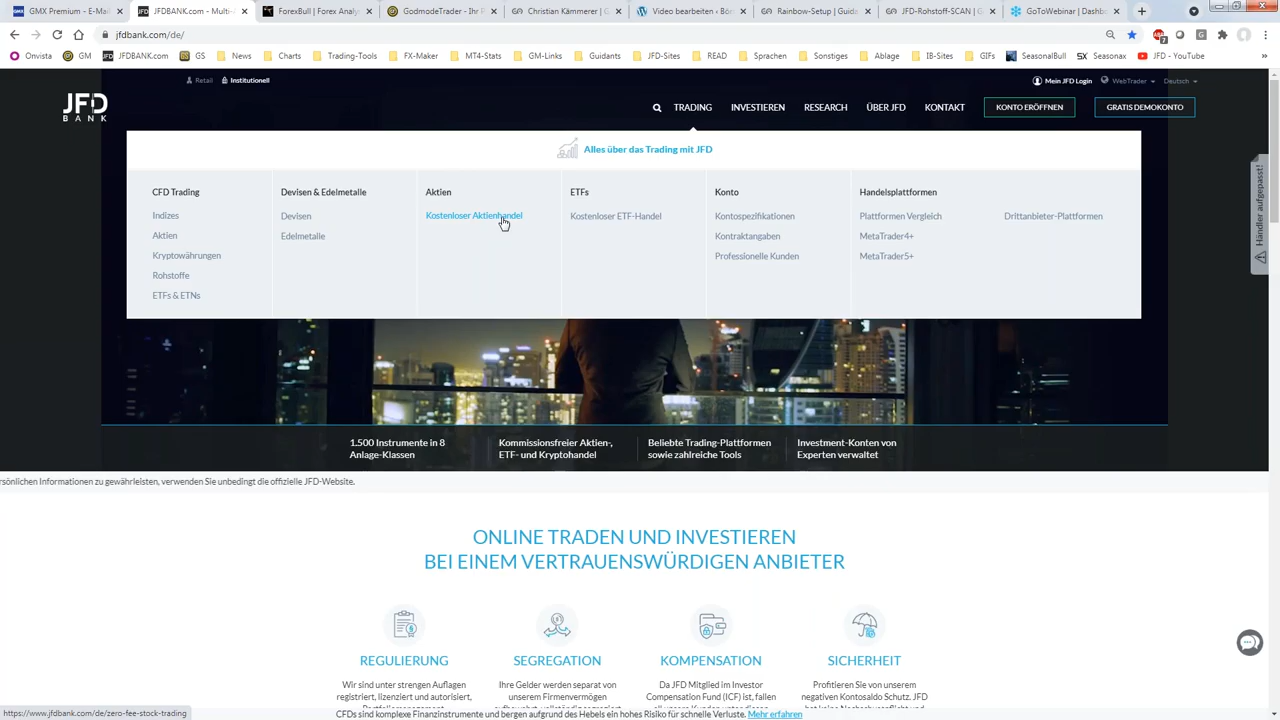 GMX Premium - E-Mail
JFDBANK.com - Multi-A
ForexBull | Forex Analys
GodmodeTrader - Ihr P
Christian Kämmerer | G
Video bearbeiten ‹ Bör
Rainbow-Setup | Guida
JFD-Rohstoff-SCAN | G
GoToWebinar | Dashb
jfdbank.com/de/
Onvista
GM
JFDBANK.com
GS
News
Charts
Trading-Tools
FX-Maker
MT4-Stats
GM-Links
Guidants
JFD-Sites
READ
Sprachen
Sonstiges
Ablage
IB-Sites
GIFs
SeasonalBull
Seasonax
JFD - YouTube
Retail
Institutionell
Mein JFD Login
WebTrader
Deutsch
JFD
BANK
TRADING
INVESTIEREN
RESEARCH
ÜBER JFD
KONTAKT
KONTO ERÖFFNEN
GRATIS DEMOKONTO
Alles über das Trading mit JFD
CFD Trading
Indizes
Aktien
Kryptowährungen
Rohstoffe
ETFs & ETNs
Devisen & Edelmetalle
Devisen
Edelmetalle
Aktien
Kostenloser Aktienhandel
ETFs
Kostenloser ETF-Handel
Konto
Kontospezifikationen
Kontraktangaben
Professionelle Kunden
Handelsplattformen
Plattformen Vergleich
MetaTrader4+
MetaTrader5+
Drittanbieter-Plattformen
Händler aufgepasst!
1.500 Instrumente in 8
Anlage-Klassen
Kommissionsfreier Aktien-,
ETF- und Kryptohandel
Beliebte Trading-Plattformen
sowie zahlreiche Tools
Investment-Konten von
Experten verwaltet
rsönlichen Informationen zu gewährleisten, verwenden Sie unbedingt die offizielle JFD-Website.
ONLINE TRADEN UND INVESTIEREN
BEI EINEM VERTRAUENSWÜRDIGEN ANBIETER
REGULIERUNG
Wir sind unter strengen Auflagen
registriert, lizenziert und autorisiert,
SEGREGATION
Ihre Gelder werden separat von
unserem Firmenvermögen
KOMPENSATION
Da JFD Mitglied im Investor
Compensation Fund (ICF) ist, fallen
SICHERHEIT
Profitieren Sie von unserem
negativen Kontosaldo Schutz. JFD
https://www.jfdbank.com/de/zero-fee-stock-trading
CFDs sind komplexe Finanzinstrumente und bergen aufgrund des Hebels ein hohes Risiko für schnelle Verluste. Mehr erfahren